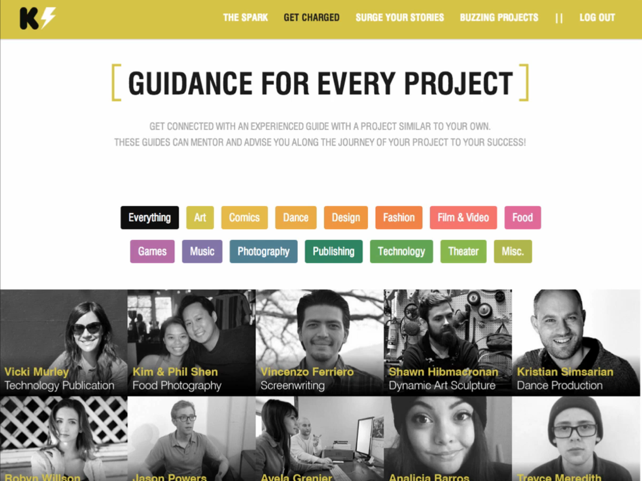 K
THE SPARK GET CHARGED SURGE YOUR STORIES BUZZING PROJECTS || LOG OUT
[GUIDANCE FOR EVERY PROJECT]
GET CONNECTED WITH AN EXPERIENCED GUIDE WITH A PROJECT SIMILAR TO YOUR OWN.
THESE GUIDES CAN MENTOR AND ADVISE YOU ALONG THE JOURNEY OF YOUR PROJECT TO YOUR SUCCESS!
Everything Art Comics Dance Design Fashion Film & Video Food
Games Music Photography Publishing Technology Theater Misc.
Vicki Murley Kim & Phil Shen Vincenzo Ferriero Shawn Hibmacronan Kristian Simsarian
Technology Publication Food Photography Screenwriting Dynamic Art Sculpture Dance Production
Robyn Willson Jason Powers Ayela Grenier Analicia Barros Treyce Meredith